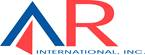 AR
INTERNATIONAL, INC.